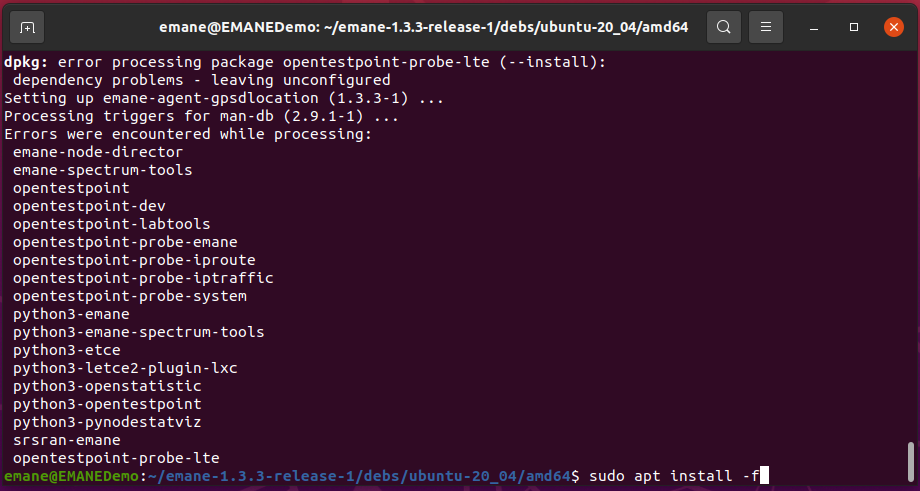 emane@EMANEDemo: ~/emane-1.3.3-release-1/debs/ubuntu-20_04/amd64
dpkg: error processing package opentestpoint-probe-lte (--install):
 dependency problems - leaving unconfigured
Setting up emane-agent-gpsdlocation (1.3.3-1) ...
Processing triggers for man-db (2.9.1-1) ...
Errors were encountered while processing:
 emane-node-director
 emane-spectrum-tools
 opentestpoint
 opentestpoint-dev
 opentestpoint-labtools
 opentestpoint-probe-emane
 opentestpoint-probe-iproute
 opentestpoint-probe-iptraffic
 opentestpoint-probe-system
 python3-emane
 python3-emane-spectrum-tools
 python3-etce
 python3-letce2-plugin-lxc
 python3-openstatistic
 python3-opentestpoint
 python3-pynodestatviz
 srsran-emane
 opentestpoint-probe-lte
emane@EMANEDemo:~/emane-1.3.3-release-1/debs/ubuntu-20_04/amd64$ sudo apt install -f